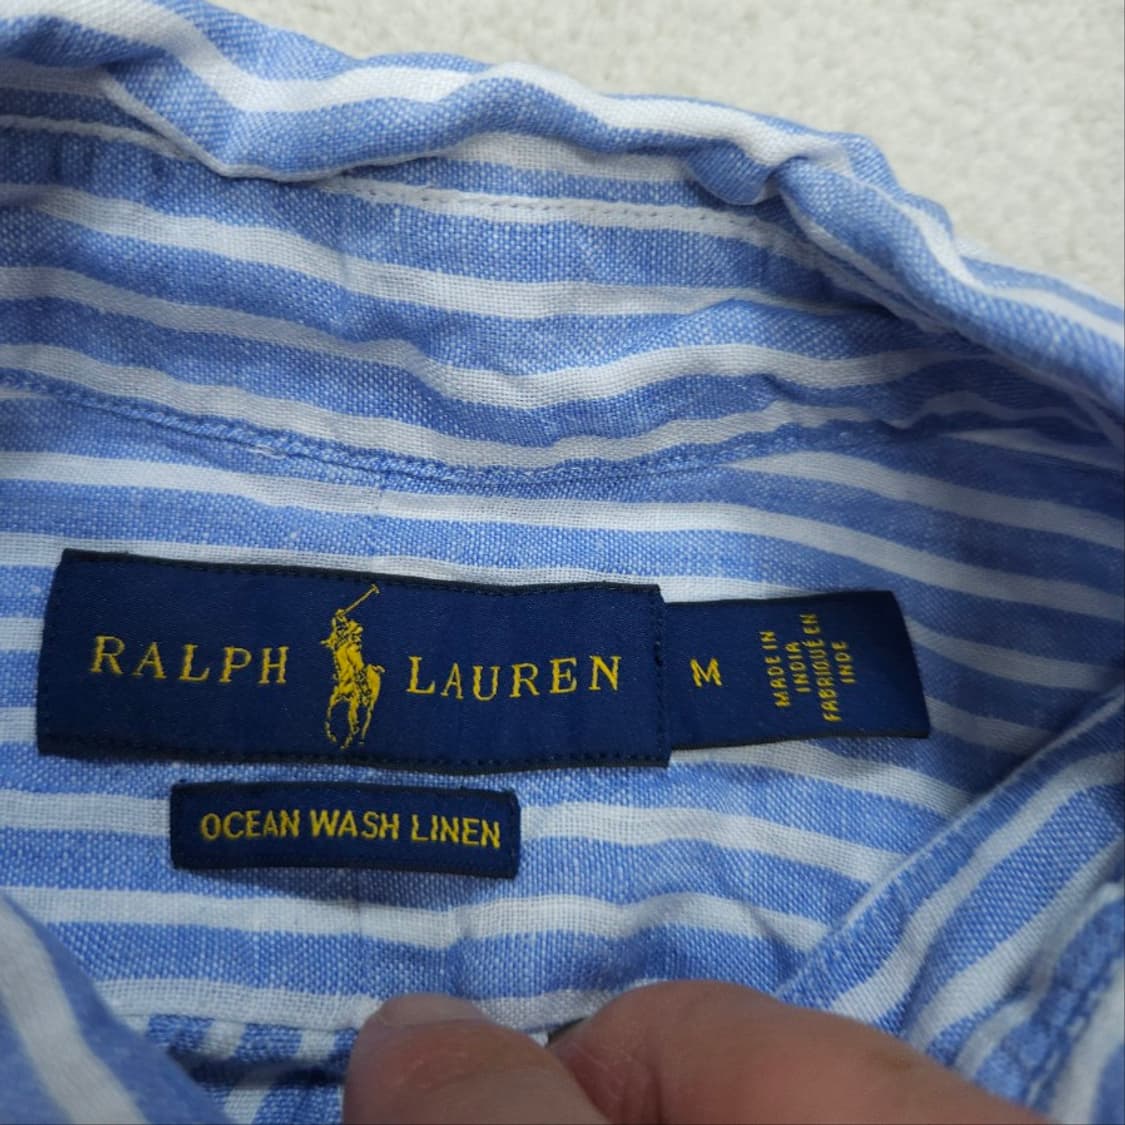 RALPH LAUREN
M
MADE IN
INDIA
FABRIQUÉ EN
INDE
OCEAN WASH LINEN